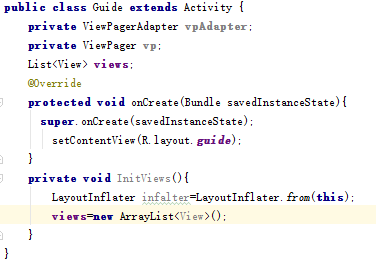 public class Guide extends Activity {
private ViewPagerAdapter vpAdapter;
private ViewPager vp;
List<View> views;
@Override
protected void onCreate(Bundle savedInstanceState){
super.onCreate(savedInstanceState);
setContentView(R.layout.guide);
}
private void InitViews(){
LayoutInflater infalter=LayoutInflater.from(this);
views=new ArrayList<View>();
}
}